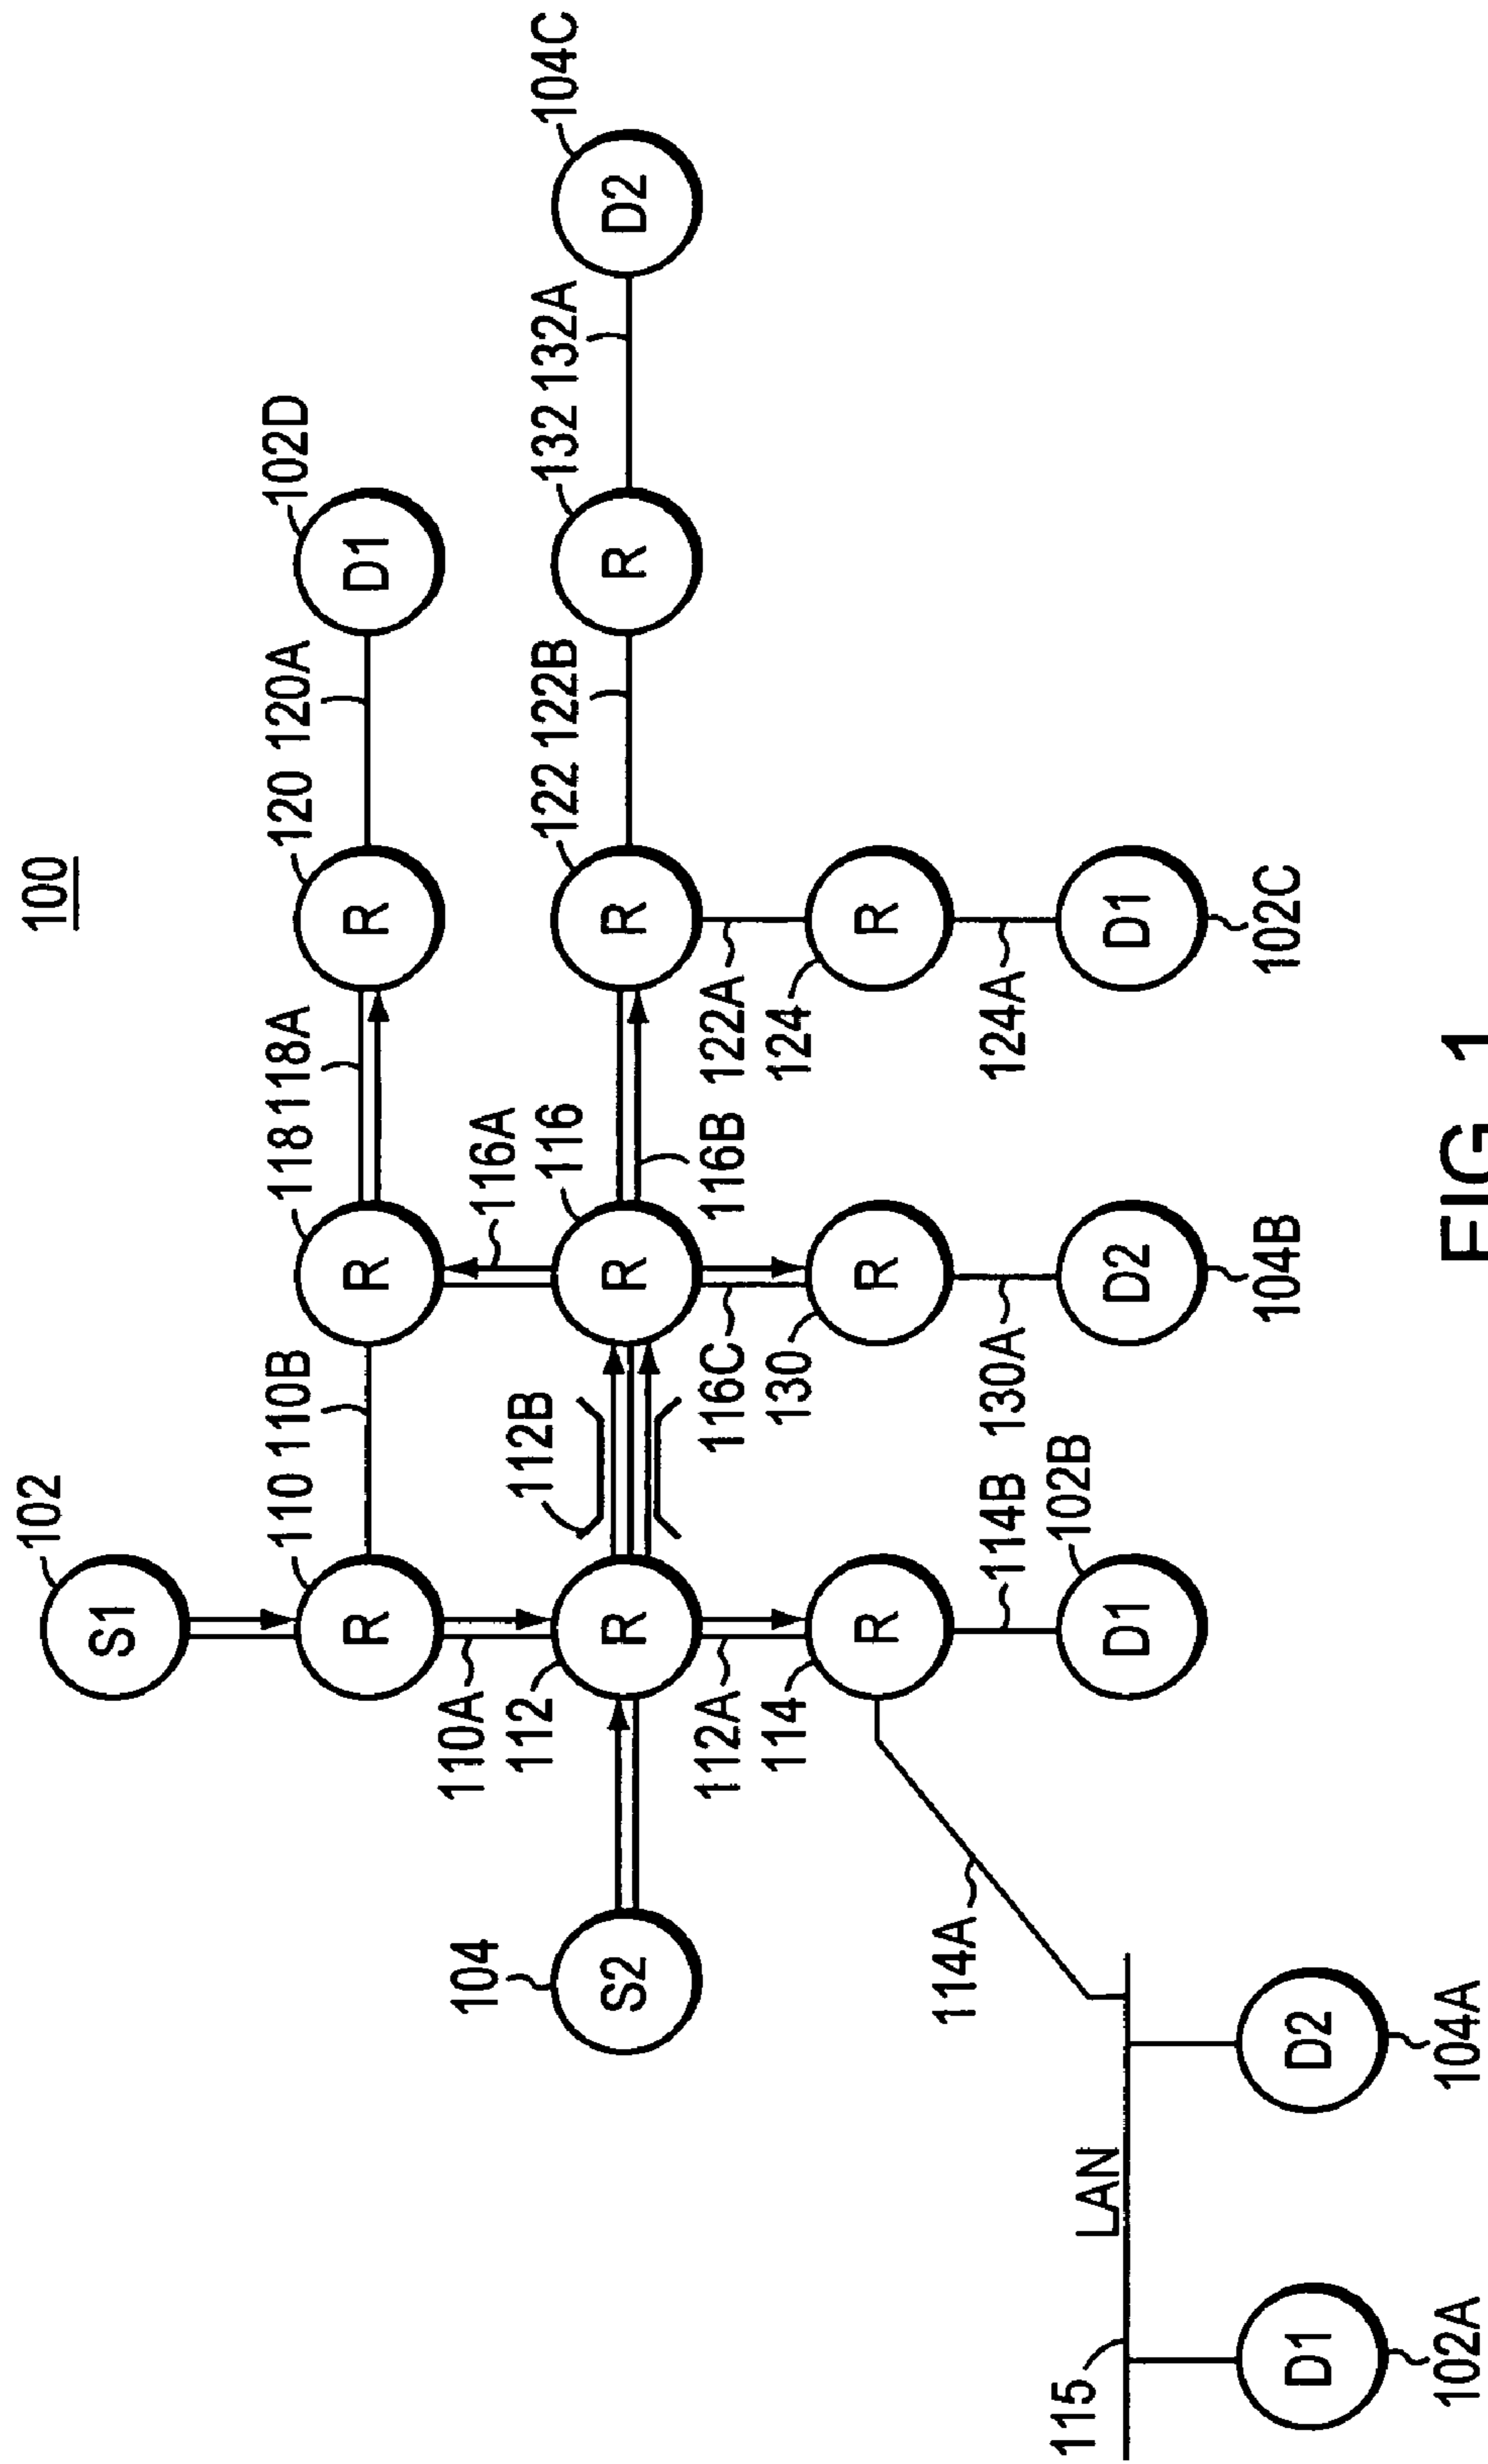 100
102
S1
110 110B
118 118A
120 120A
102D
R
R
R
D1
110A
116A
104
112
112B
116
122 122B
132 132A
104C
S2
R
R
R
R
D2
112A
116C
116B
122A
114A
114
130
124
R
R
R
114B
130A
124A
115
LAN
102B
D1
D2
D1
104B
102C
D1
D2
102A
104A
FIG. 1